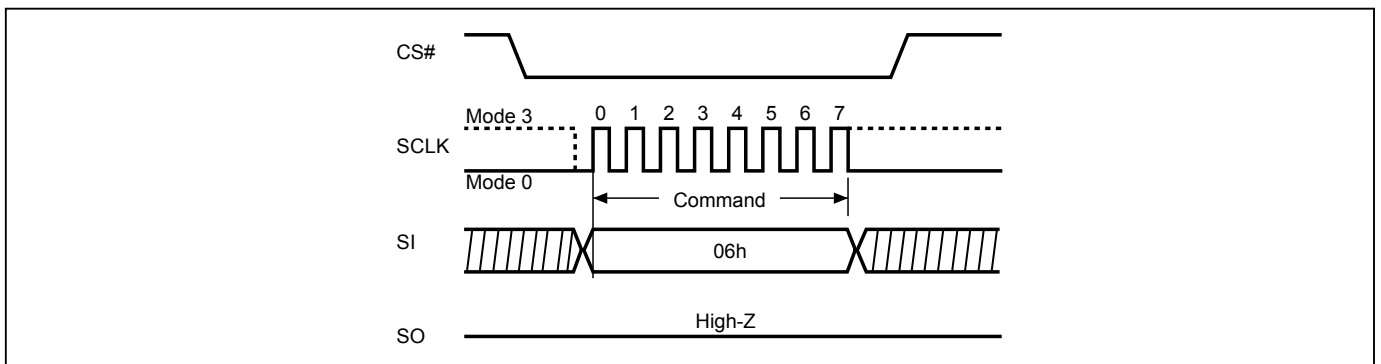 CS#
Mode 3 0 1 2 3 4 5 6 7
SCLK
Mode 0
Command
SI
06h
High-Z
SO